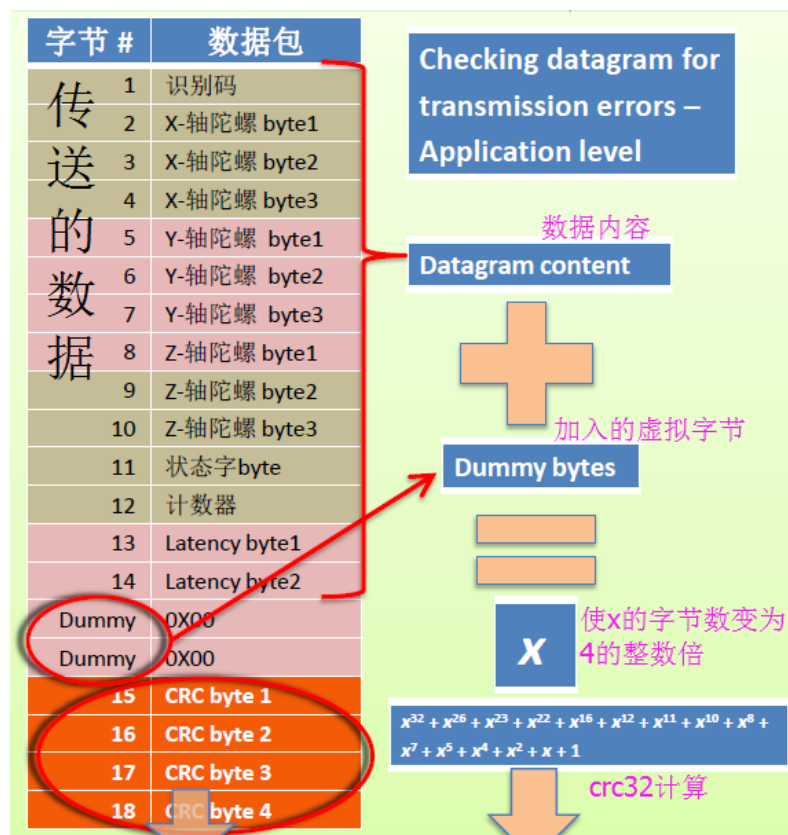 字节 # 数据包
传送的数据
1 识别码
2 X-轴陀螺 byte1
3 X-轴陀螺 byte2
4 X-轴陀螺 byte3
5 Y-轴陀螺 byte1
6 Y-轴陀螺 byte2
7 Y-轴陀螺 byte3
8 Z-轴陀螺 byte1
9 Z-轴陀螺 byte2
10 Z-轴陀螺 byte3
11 状态字byte
12 计数器
13 Latency byte1
14 Latency byte2
Dummy 0X00
Dummy 0X00
15 CRC byte 1
16 CRC byte 2
17 CRC byte 3
18 CRC byte 4
Checking datagram for
transmission errors –
Application level
数据内容
Datagram content
加入的虚拟字节
Dummy bytes
x
使x的字节数变为
4的整数倍
x³² + x²⁶ + x²³ + x²² + x¹⁶ + x¹² + x¹¹ + x¹⁰ + x⁸ +
x⁷ + x⁵ + x⁴ + x² + x + 1
crc32计算